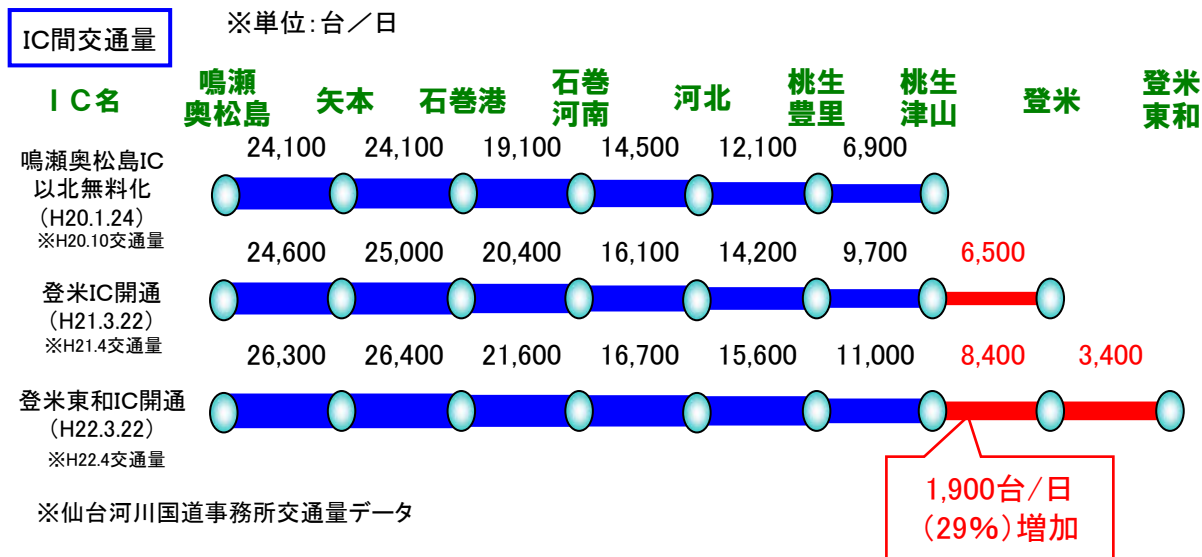 IC間交通量
※単位:台/日
IC名
鳴瀬
奥松島
矢本
石巻港
石巻
河南
河北
桃生
豊里
桃生
津山
登米
登米
東和
鳴瀬奥松島IC
以北無料化
(H20.1.24)
※H20.10交通量
24,100 24,100 19,100 14,500 12,100 6,900
登米IC開通
(H21.3.22)
※H21.4交通量
24,600 25,000 20,400 16,100 14,200 9,700 6,500
登米東和IC開通
(H22.3.22)
※H22.4交通量
26,300 26,400 21,600 16,700 15,600 11,000 8,400 3,400
1,900台/日
(29%)増加
※仙台河川国道事務所交通量データ